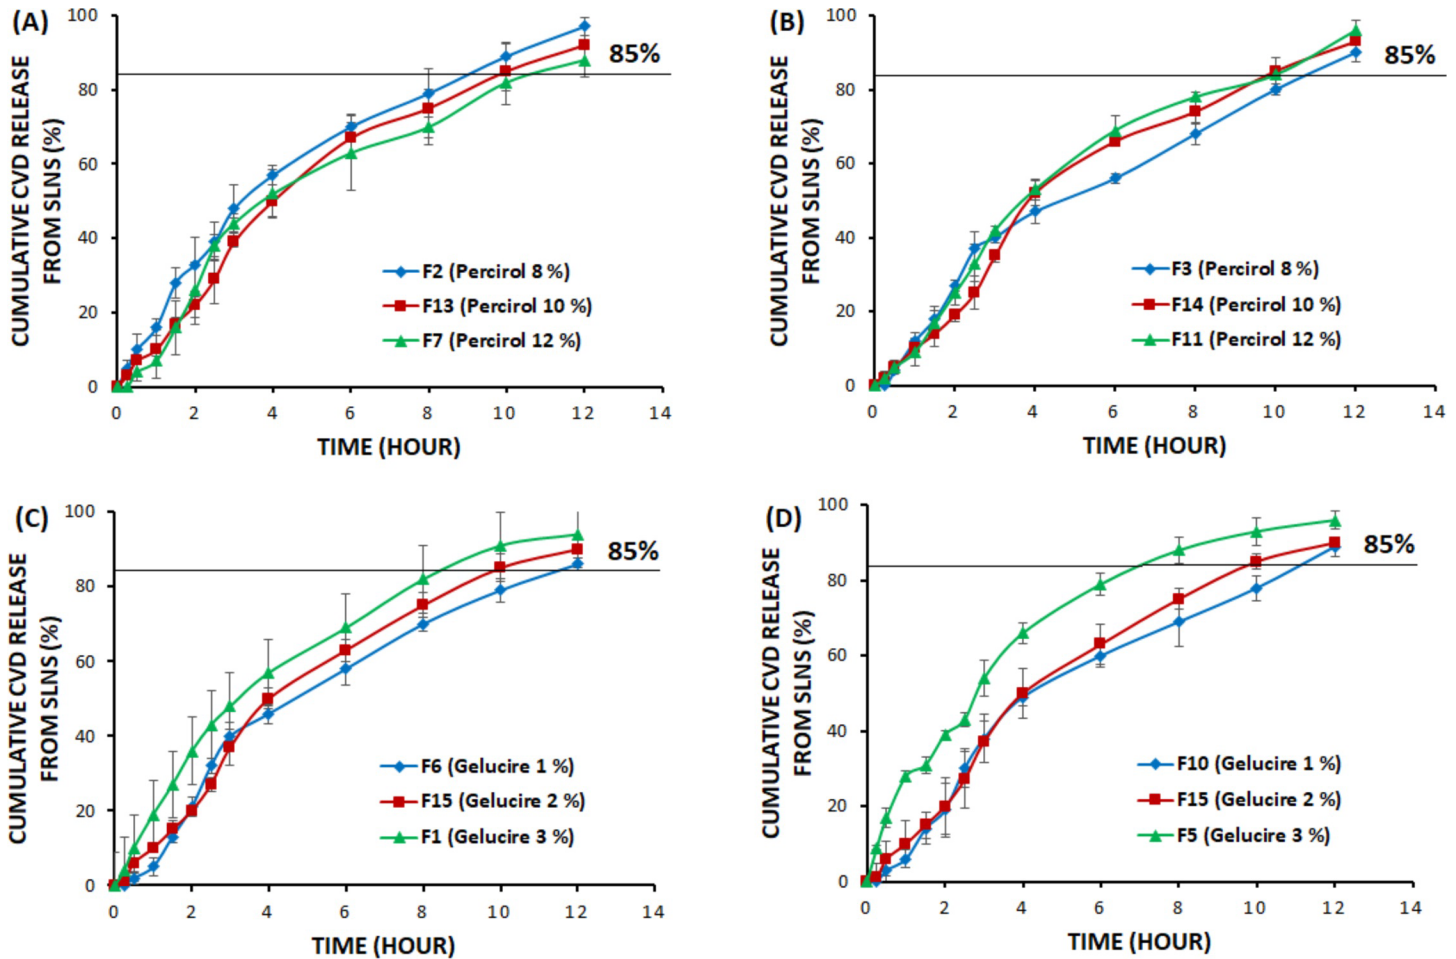 (A)
CUMULATIVE CVD RELEASE
FROM SLNS (%)
100
80
60
40
20
0
85%
F2 (Percirol 8 %)
F13 (Percirol 10 %)
F7 (Percirol 12 %)
0 2 4 6 8 10 12 14
TIME (HOUR)
(B)
CUMULATIVE CVD RELEASE
FROM SLNS (%)
100
80
60
40
20
0
85%
F3 (Percirol 8 %)
F14 (Percirol 10 %)
F11 (Percirol 12 %)
0 2 4 6 8 10 12 14
TIME (HOUR)
(C)
CUMULATIVE CVD RELEASE
FROM SLNS (%)
100
80
60
40
20
0
85%
F6 (Gelucire 1 %)
F15 (Gelucire 2 %)
F1 (Gelucire 3 %)
0 2 4 6 8 10 12 14
TIME (HOUR)
(D)
CUMULATIVE CVD RELEASE
FROM SLNS (%)
100
80
60
40
20
0
85%
F10 (Gelucire 1 %)
F15 (Gelucire 2 %)
F5 (Gelucire 3 %)
0 2 4 6 8 10 12 14
TIME (HOUR)